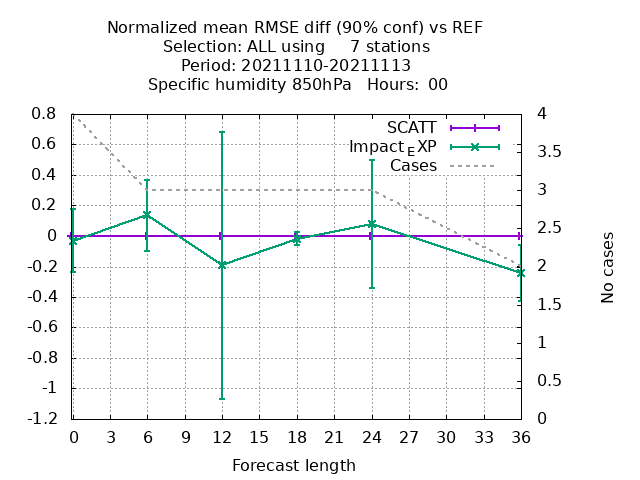 Normalized mean RMSE diff (90% conf) vs REF
Selection: ALL using 7 stations
Period: 20211110-20211113
Specific humidity 850hPa Hours: 00
SCATT
Impact_EXP
Cases
0.8
0.6
0.4
0.2
0
-0.2
-0.4
-0.6
-0.8
-1
-1.2
4
3.5
3
2.5
2
1.5
1
0.5
0
No cases
0 3 6 9 12 15 18 21 24 27 30 33 36
Forecast length